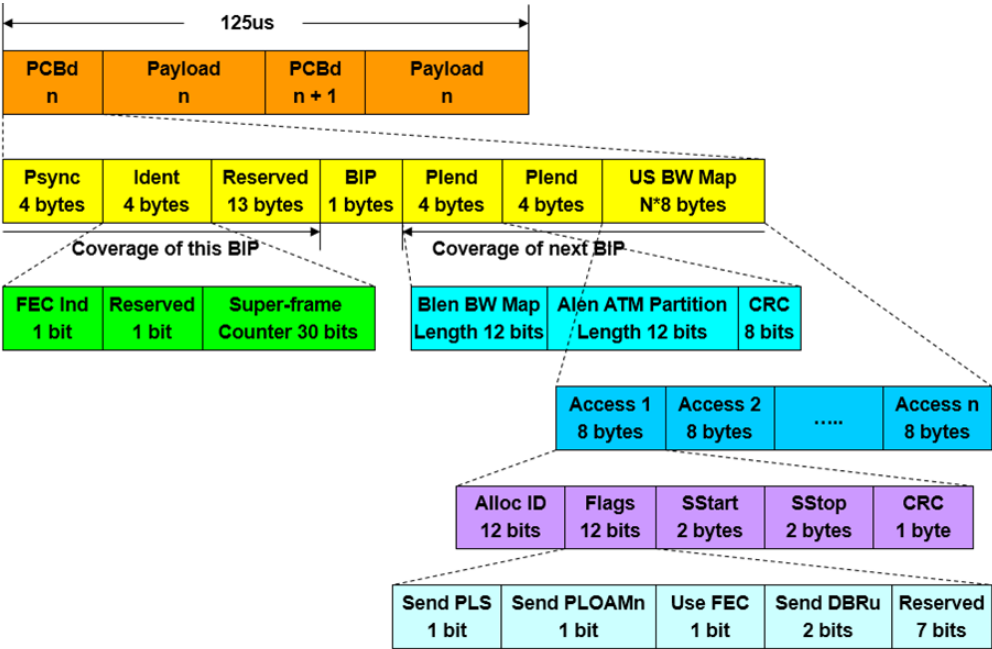 125us
PCBd Payload PCBd Payload
n n n + 1 n
Psync Ident Reserved BIP Plend Plend US BW Map
4 bytes 4 bytes 13 bytes 1 bytes 4 bytes 4 bytes N*8 bytes
Coverage of this BIP Coverage of next BIP
FEC Ind Reserved Super-frame Blen BW Map Alen ATM Partition CRC
1 bit 1 bit Counter 30 bits Length 12 bits Length 12 bits 8 bits
Access 1 Access 2 ..... Access n
8 bytes 8 bytes 8 bytes
Alloc ID Flags SStart SStop CRC
12 bits 12 bits 2 bytes 2 bytes 1 byte
Send PLS Send PLOAMn Use FEC Send DBRu Reserved
1 bit 1 bit 1 bit 2 bits 7 bits